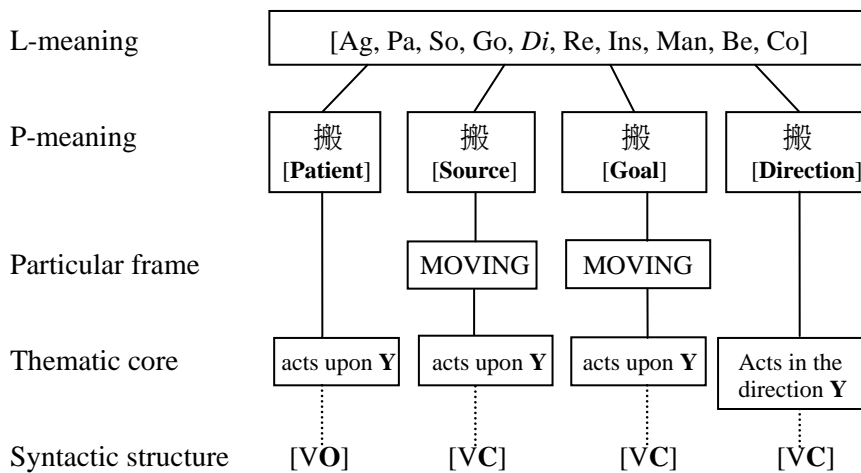 L-meaning [Ag, Pa, So, Go, Di, Re, Ins, Man, Be, Co]
P-meaning 搬 搬 搬 搬
[Patient] [Source] [Goal] [Direction]
Particular frame MOVING MOVING
Thematic core acts upon Y acts upon Y acts upon Y Acts in the
direction Y
Syntactic structure [VO] [VC] [VC] [VC]